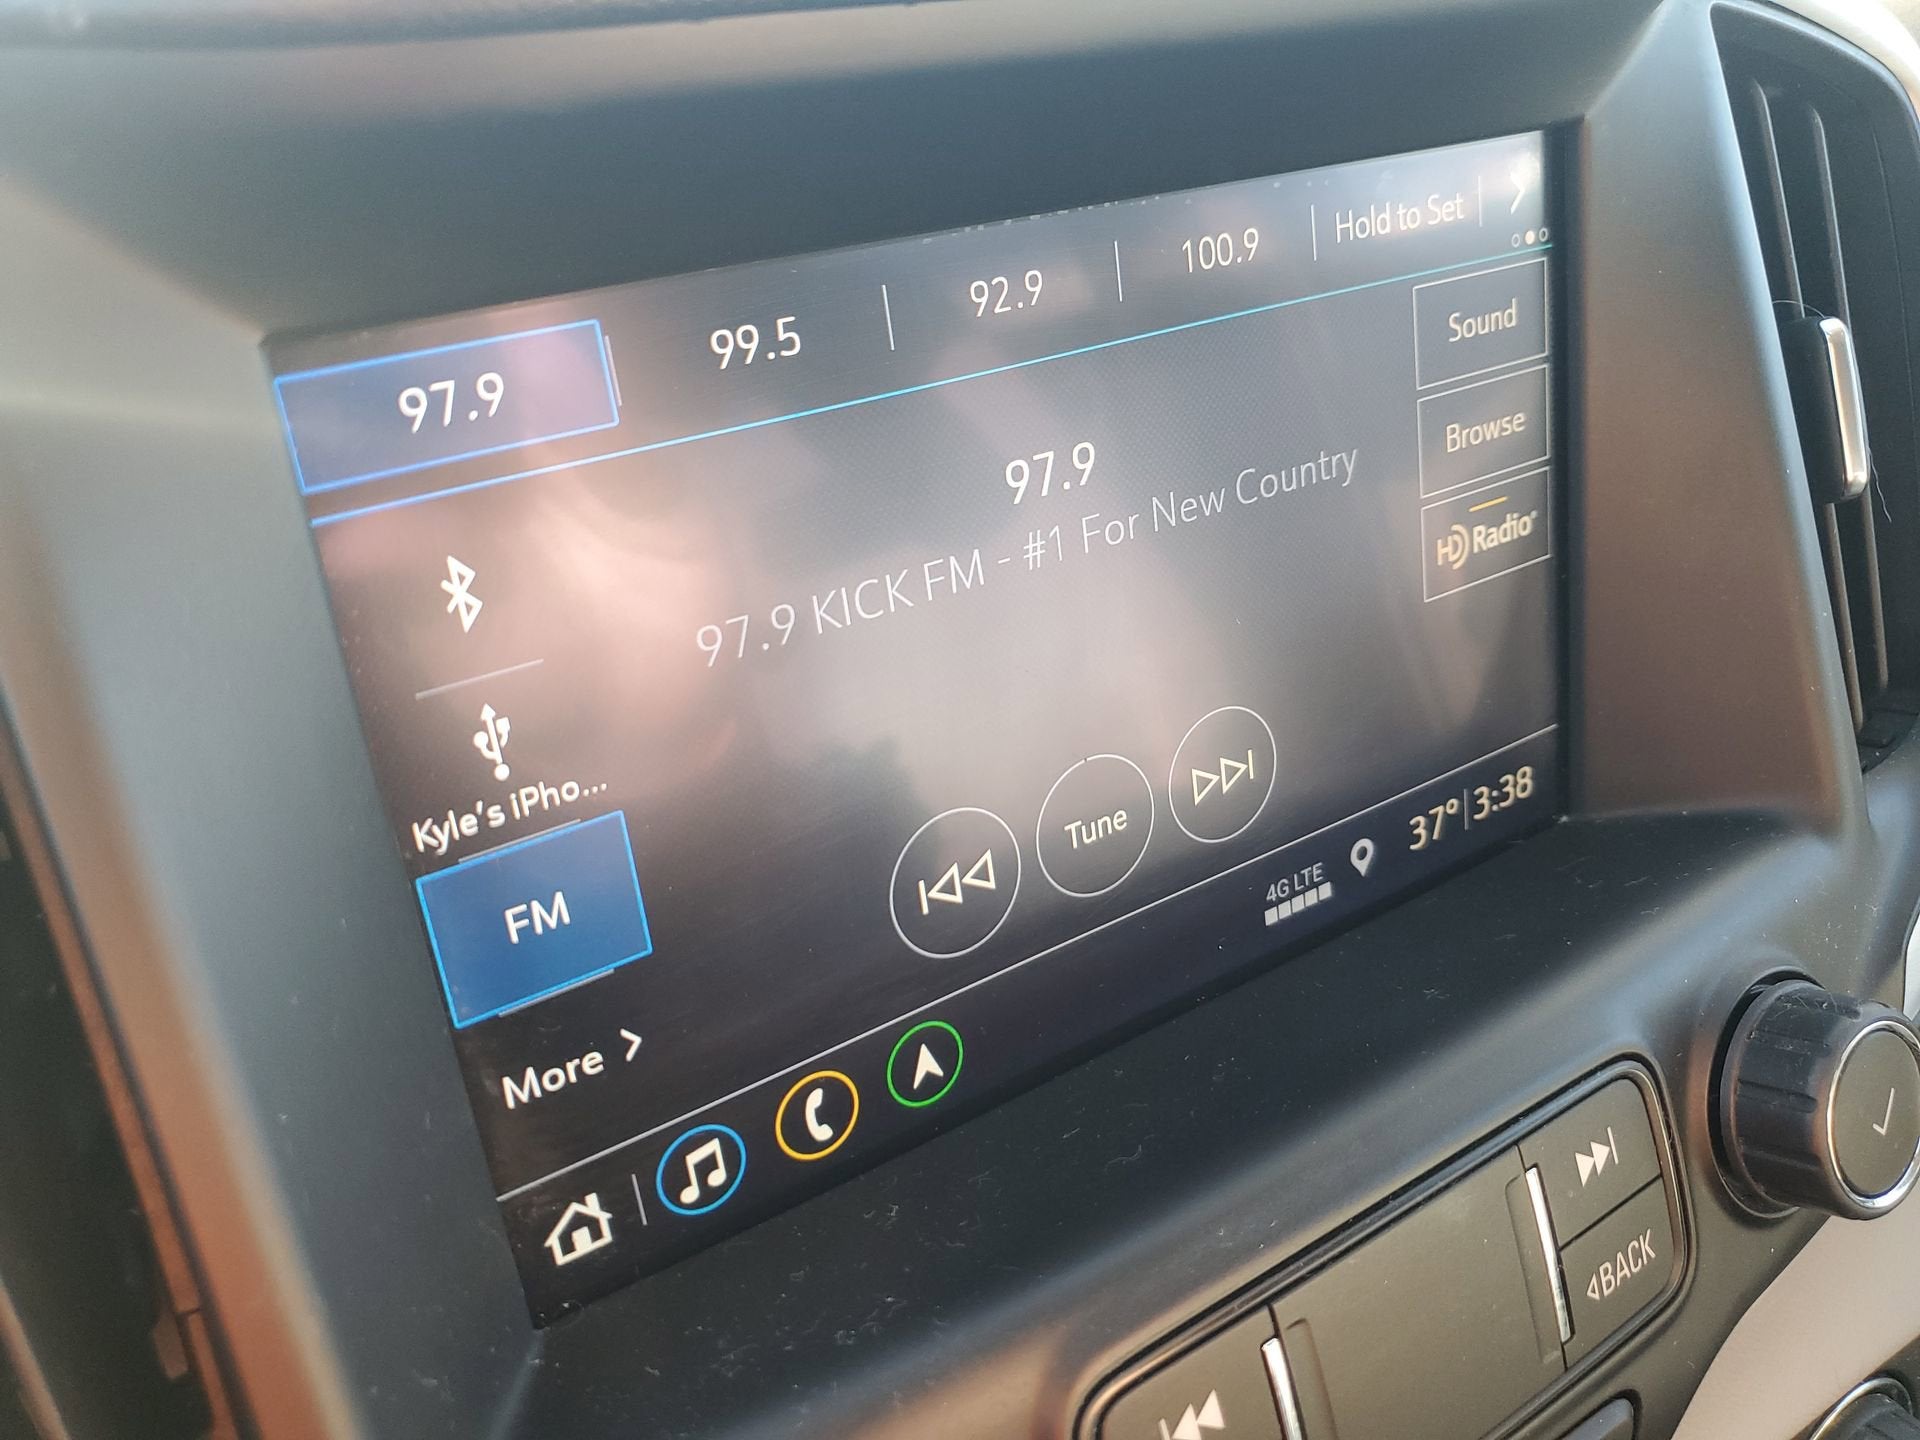 97.9 99.5 92.9 100.9 Hold to Set
Sound
97.9
Browse
97.9 KICK FM - #1 For New Country
HD Radio
Kyle's iPho...
FM
Tune
More >
4G LTE 37° 3:38
BACK